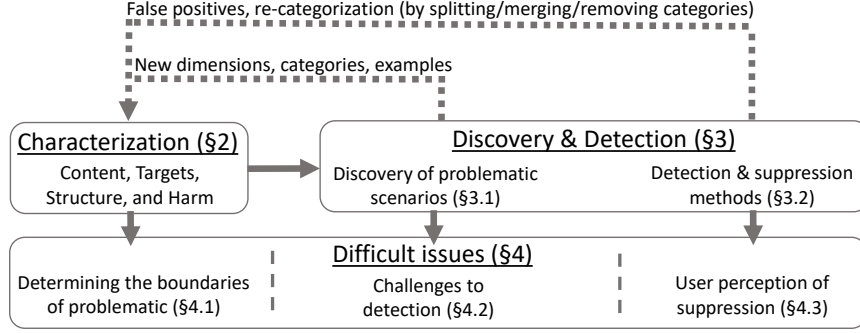 False positives, re-categorization (by splitting/merging/removing categories)
New dimensions, categories, examples
Characterization (§2)
Content, Targets,
Structure, and Harm
Discovery & Detection (§3)
Discovery of problematic
scenarios (§3.1)
Detection & suppression
methods (§3.2)
Difficult issues (§4)
Determining the boundaries
of problematic (§4.1)
Challenges to
detection (§4.2)
User perception of
suppression (§4.3)